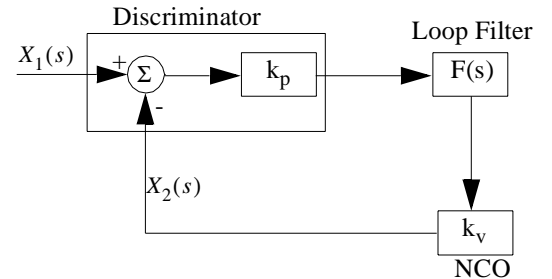 Discriminator
Loop Filter
X₁(s)
+
Σ
kₚ
F(s)
-
X₂(s)
kᵥ
NCO